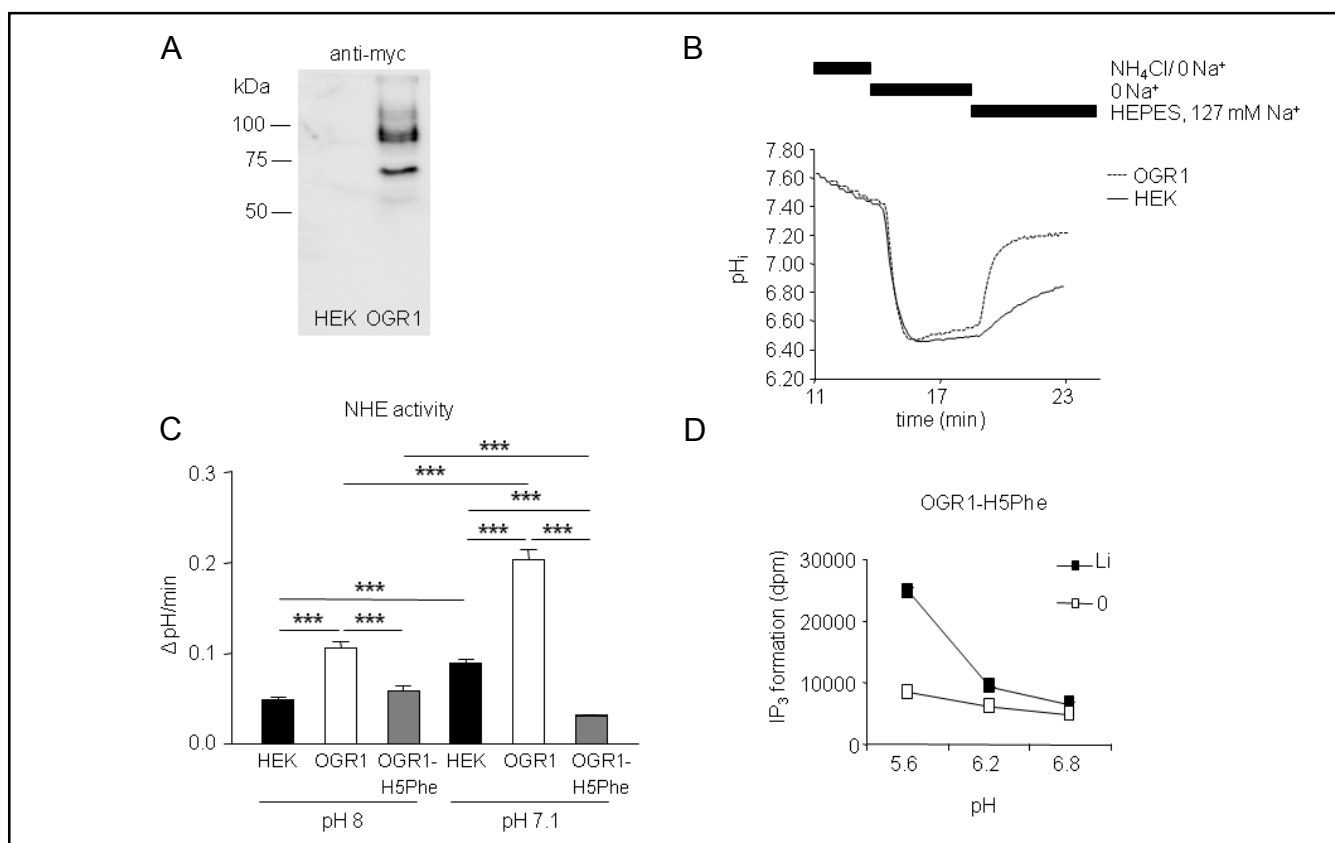 A
anti-myc
kDa
100
75
50
HEK OGR1
B
NH₄Cl/ 0 Na⁺
0 Na⁺
HEPES, 127 mM Na⁺
7.80
7.60
7.40
7.20
7.00
6.80
6.60
6.40
6.20
pHᵢ
OGR1
HEK
11 17 23
time (min)
C
NHE activity
***
***
***
***
***
***
***
***
0.3
0.2
0.1
0.0
Δ pH/min
HEK OGR1 OGR1- HEK OGR1 OGR1-
H5Phe H5Phe
pH 8 pH 7.1
D
OGR1-H5Phe
30000
20000
10000
0
IP₃ formation (dpm)
Li
0
5.6 6.2 6.8
pH